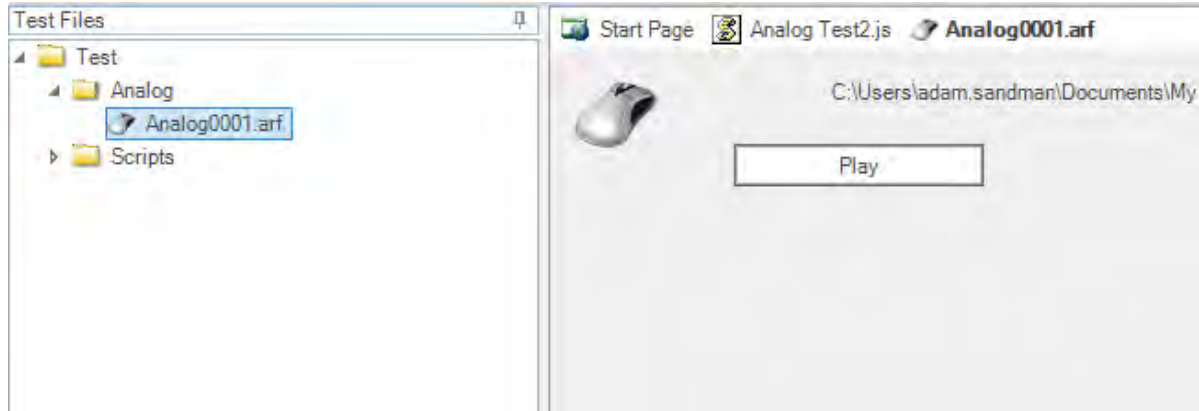 Test Files
Test
Analog
Analog0001.arf
Scripts
Start Page Analog Test2.js Analog0001.arf
C:\Users\adam.sandman\Documents\My
Play